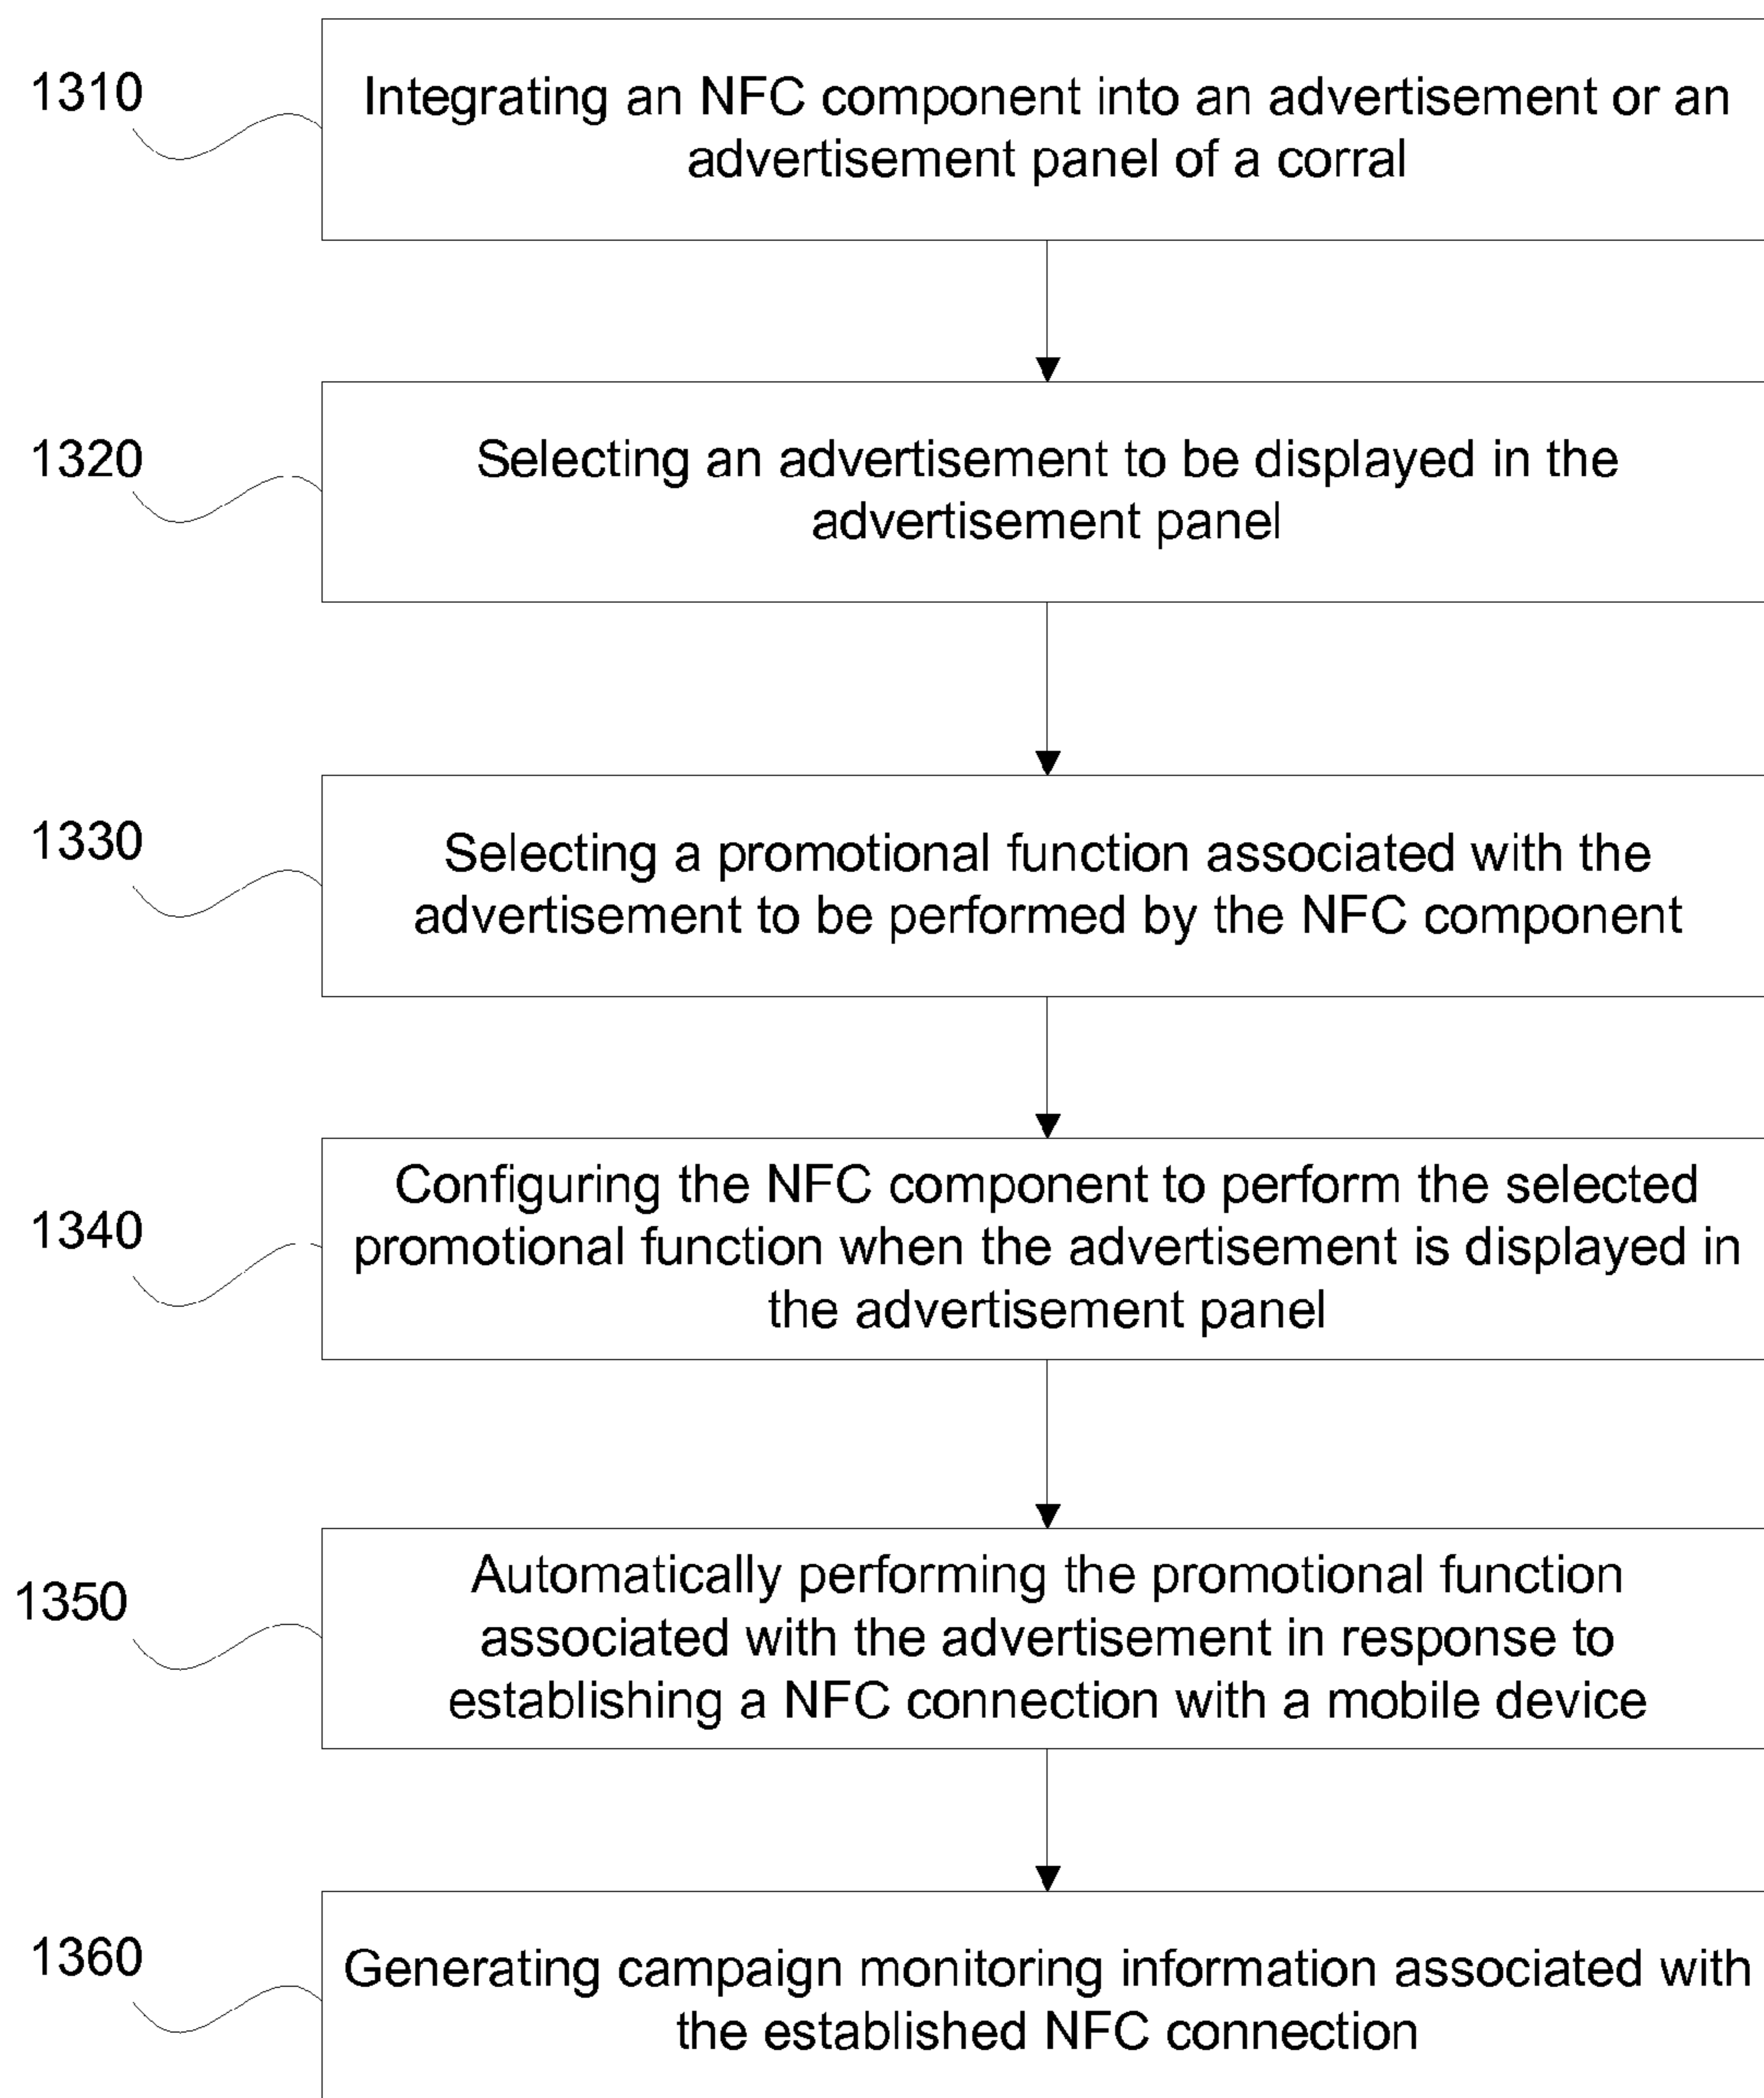 1310
Integrating an NFC component into an advertisement or an
advertisement panel of a corral
1320
Selecting an advertisement to be displayed in the
advertisement panel
1330
Selecting a promotional function associated with the
advertisement to be performed by the NFC component
1340
Configuring the NFC component to perform the selected
promotional function when the advertisement is displayed in
the advertisement panel
1350
Automatically performing the promotional function
associated with the advertisement in response to
establishing a NFC connection with a mobile device
1360
Generating campaign monitoring information associated with
the established NFC connection